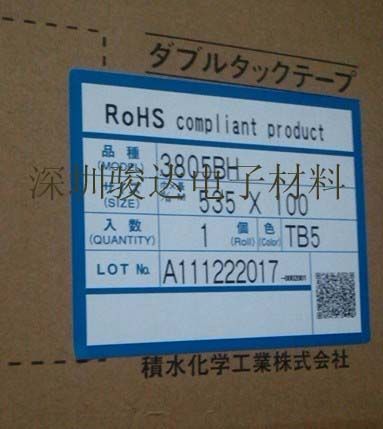 ダブルタックテープ
RoHS compliant product
品種 (MODEL) 3805BH
深圳骏达电子材料
(SIZE) 535 X 100
入数 (QUANTITY) 1 個 (Roll) 色 (Color) TB5
LOT No. A111222017-0002001
積水化学工業株式会社